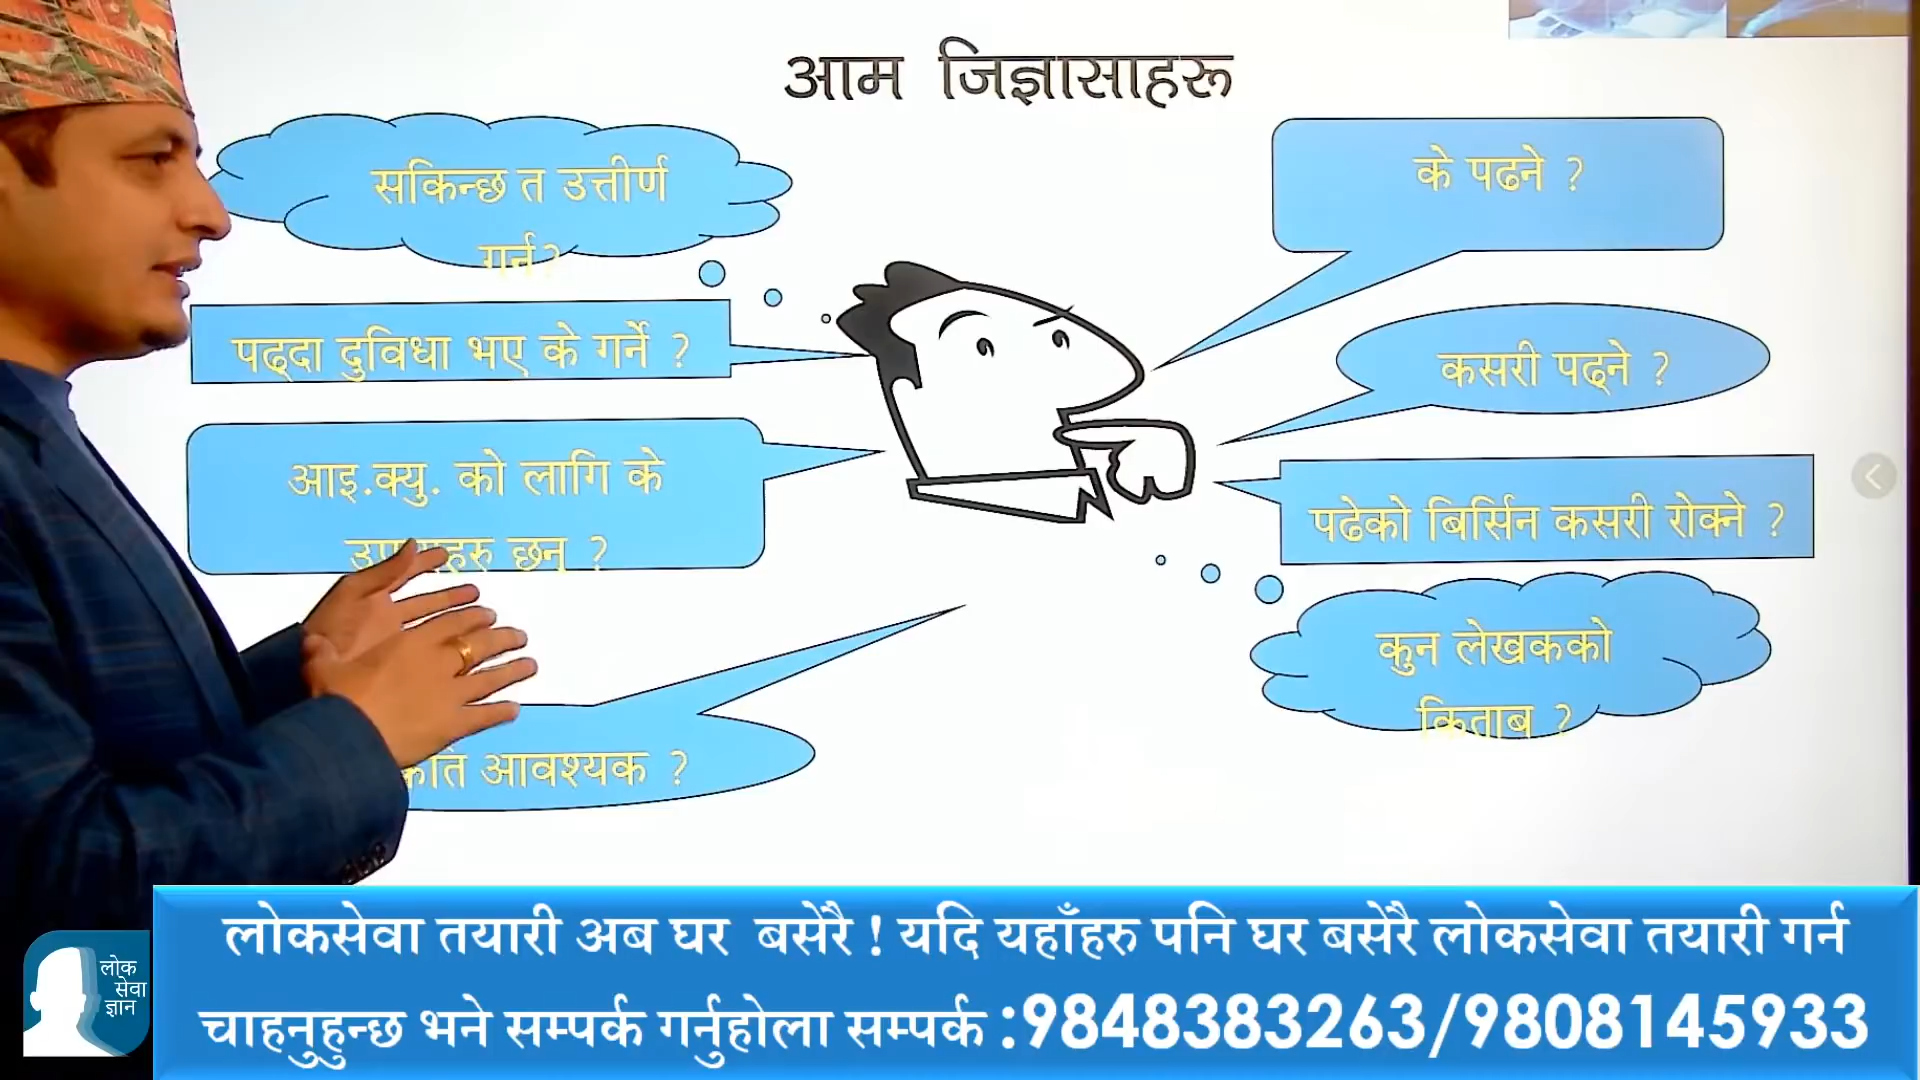 आम जिज्ञासाहरू
सकिन्छ त उत्तीर्ण
गर्न?
पढ्दा दुविधा भए के गर्ने ?
आइ.क्यु. को लागि के
छन् ?
कति आवश्यक ?
के पढने ?
कसरी पढ्ने ?
पढेको बिर्सिन कसरी रोक्ने ?
कुन लेखकको
किताब ?
लोक
सेवा
ज्ञान
लोकसेवा तयारी अब घर बसेरै ! यदि यहाँहरु पनि घर बसेरै लोकसेवा तयारी गर्न
चाहनुहुन्छ भने सम्पर्क गर्नुहोला सम्पर्क :9848383263/9808145933